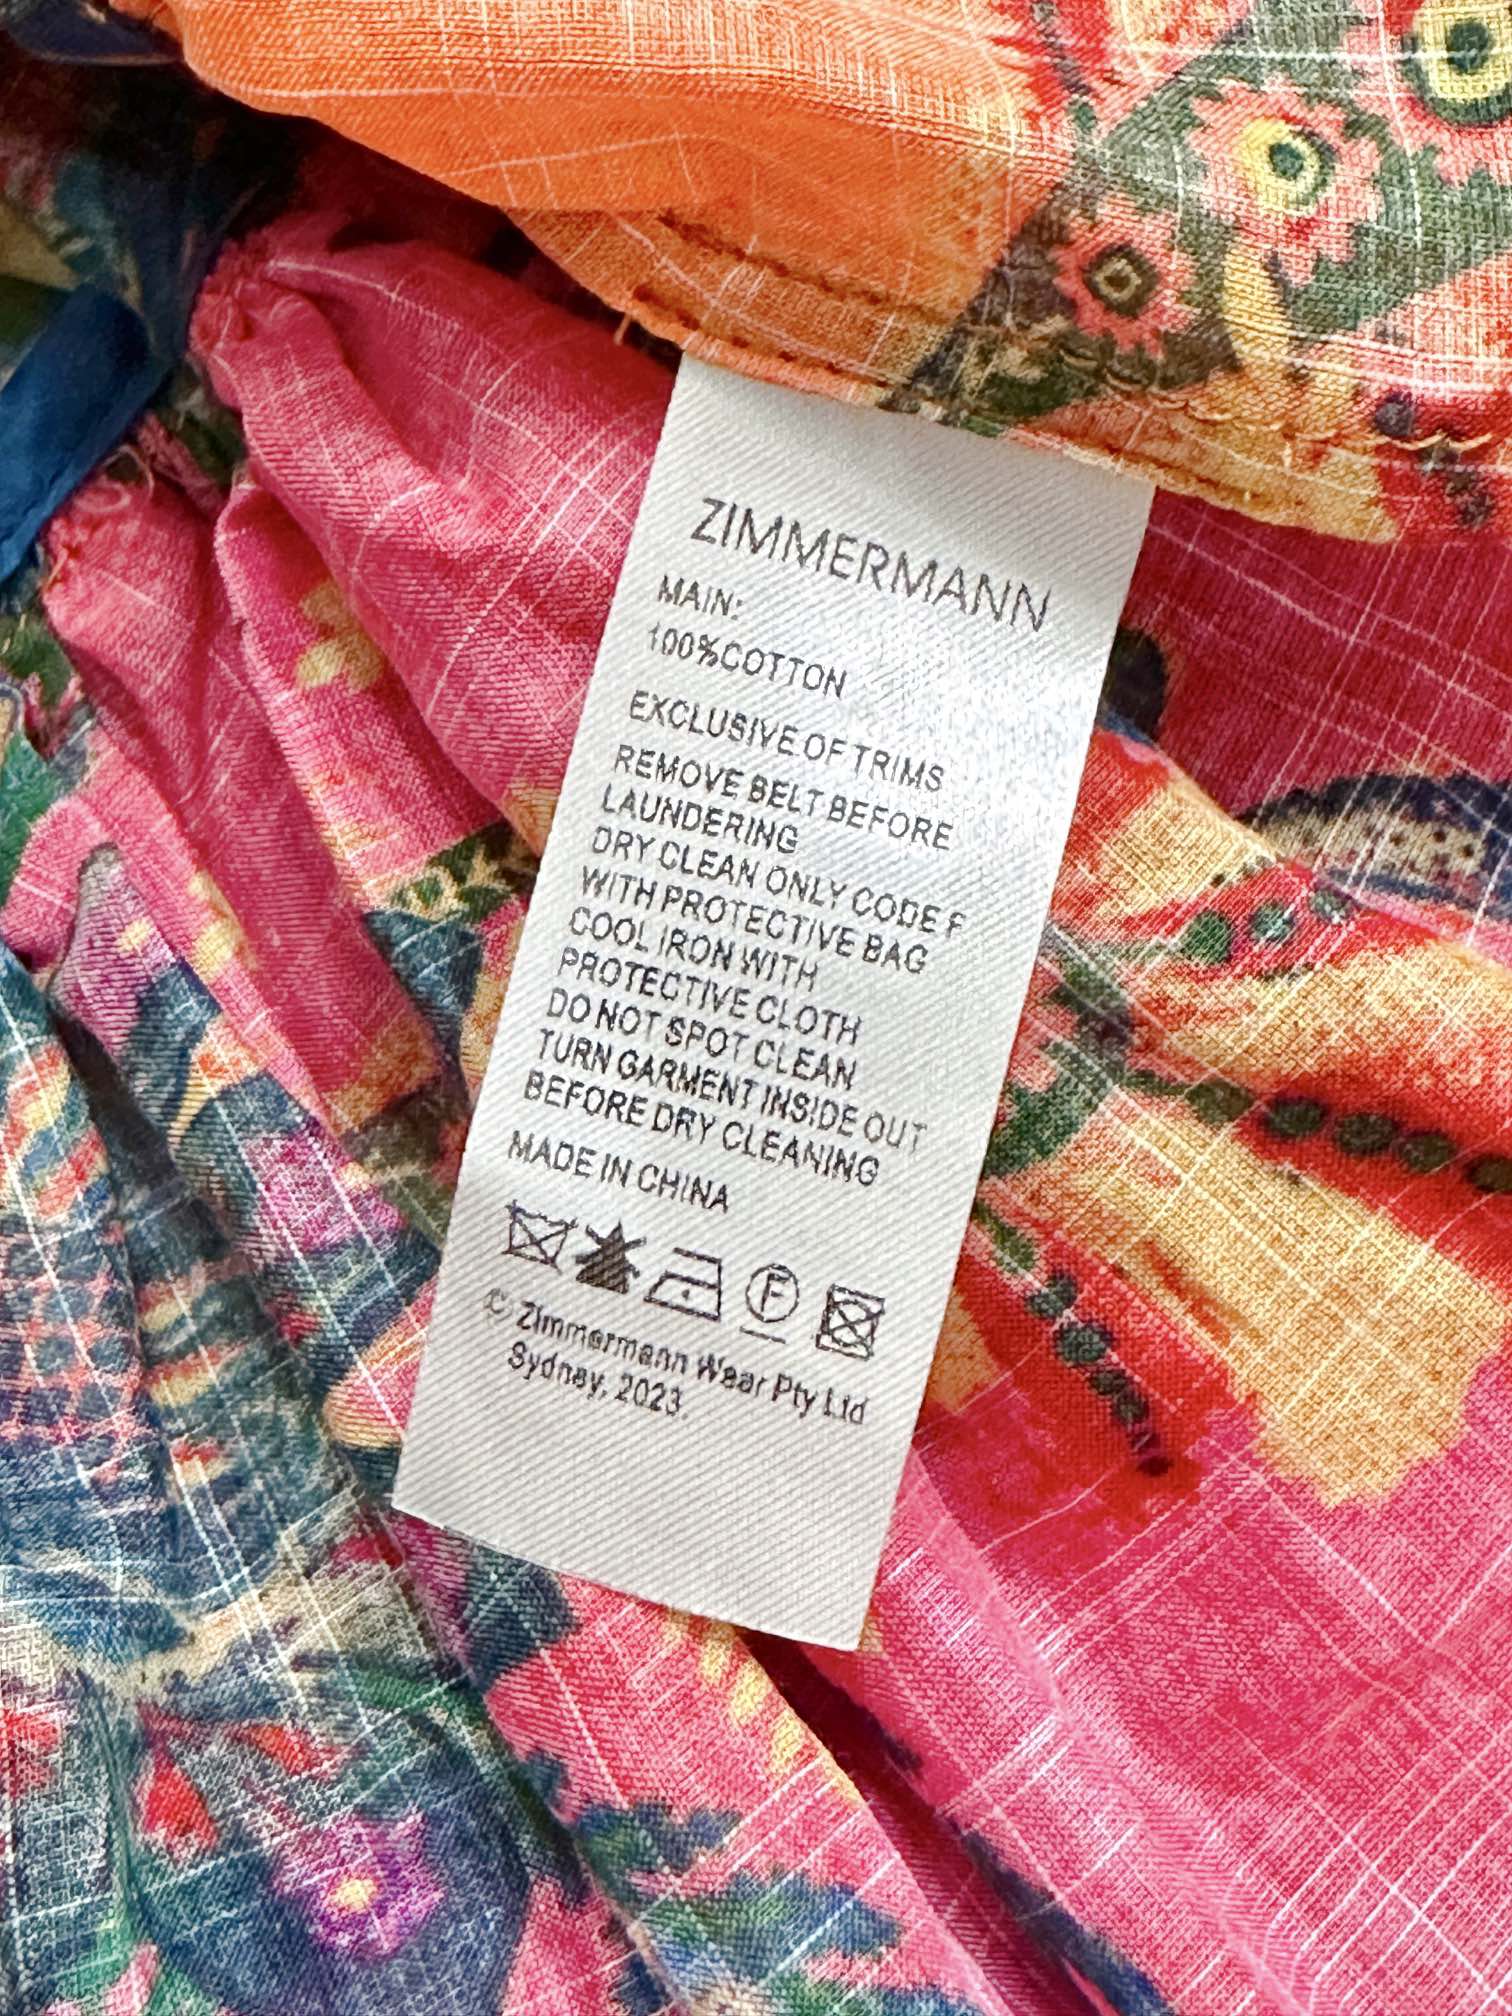 ZIMMERMANN
MAIN:
100%COTTON
EXCLUSIVE OF TRIMS
REMOVE BELT BEFORE
LAUNDERING
DRY CLEAN ONLY CODE F
WITH PROTECTIVE BAG
COOL IRON WITH
PROTECTIVE CLOTH
DO NOT SPOT CLEAN
TURN GARMENT INSIDE OUT
BEFORE DRY CLEANING
MADE IN CHINA
F
© Zimmermann Wear Pty Ltd
Sydney, 2023.